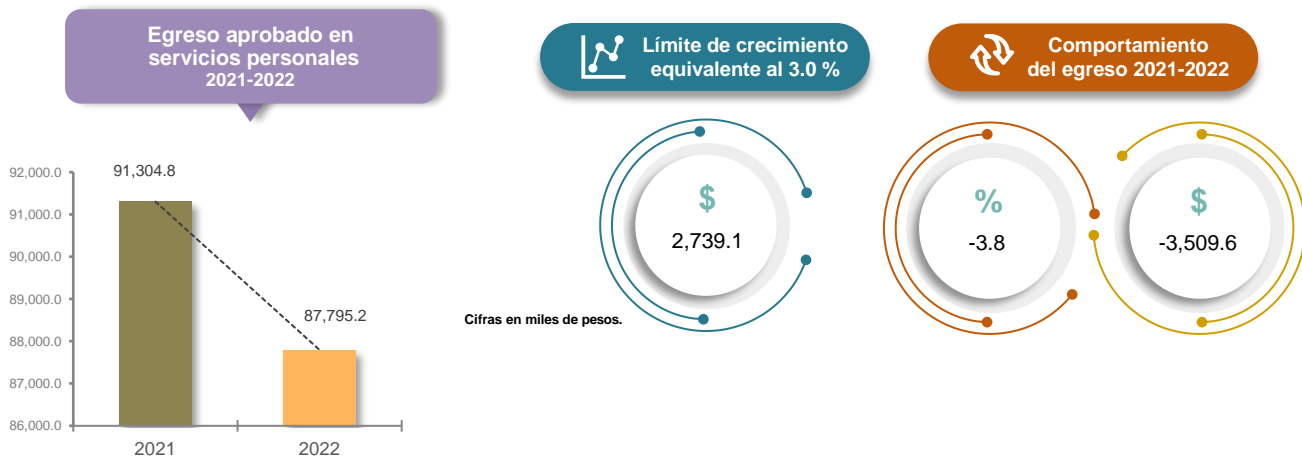 Egreso aprobado en
servicios personales
2021-2022
Límite de crecimiento
equivalente al 3.0 %
Comportamiento
del egreso 2021-2022
92,000.0
91,000.0
90,000.0
89,000.0
88,000.0
87,000.0
86,000.0
91,304.8
87,795.2
2021
2022
$
2,739.1
%
-3.8
$
-3,509.6
Cifras en miles de pesos.